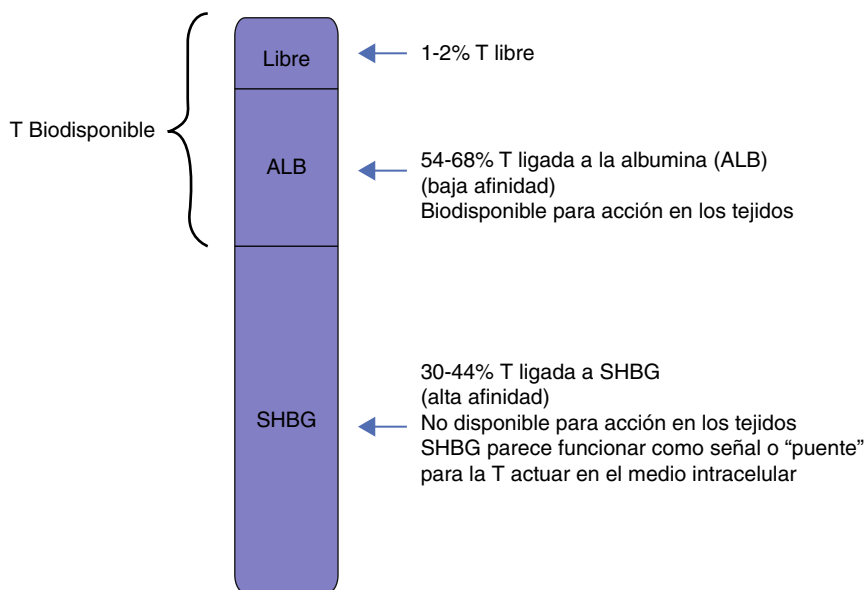 Libre
1-2% T libre
T Biodisponible
ALB
54-68% T ligada a la albumina (ALB)
(baja afinidad)
Biodisponible para acción en los tejidos
SHBG
30-44% T ligada a SHBG
(alta afinidad)
No disponible para acción en los tejidos
SHBG parece funcionar como señal o “puente”
para la T actuar en el medio intracelular